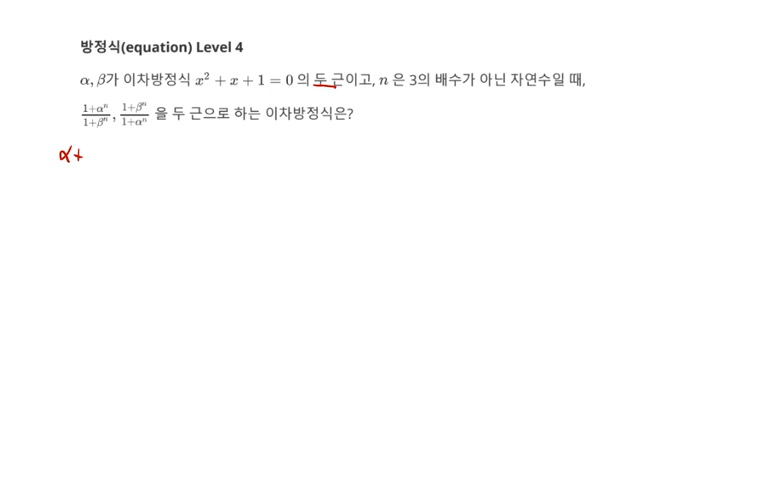 방정식(equation) Level 4
α, β가 이차방정식 x² + x + 1 = 0 의 두 근이고, n 은 3의 배수가 아닌 자연수일 때,
(1+αⁿ)/(1+βⁿ), (1+βⁿ)/(1+αⁿ) 을 두 근으로 하는 이차방정식은?
α+